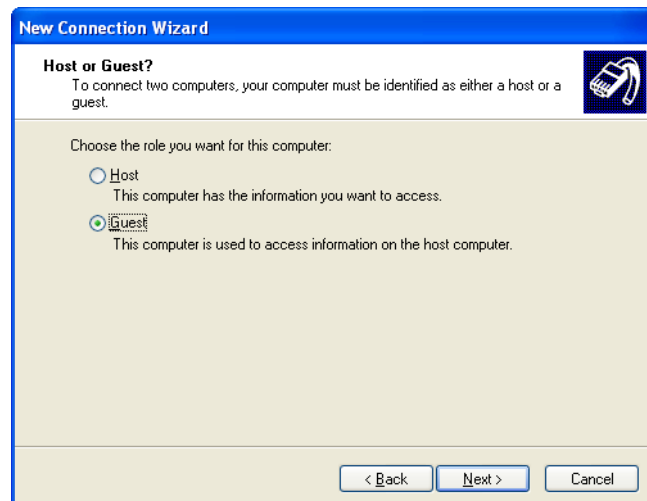 New Connection Wizard
Host or Guest?
To connect two computers, your computer must be identified as either a host or a
guest.
Choose the role you want for this computer:
Host
This computer has the information you want to access.
Guest
This computer is used to access information on the host computer.
< Back Next > Cancel